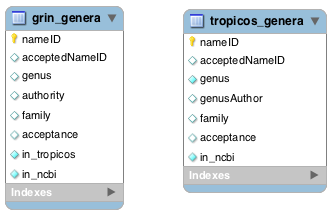 grin_genera
nameID
acceptedNameID
genus
authority
family
acceptance
in_tropicos
in_ncbi
Indexes
tropicos_genera
nameID
acceptedNameID
genus
genusAuthor
family
acceptance
in_ncbi
Indexes